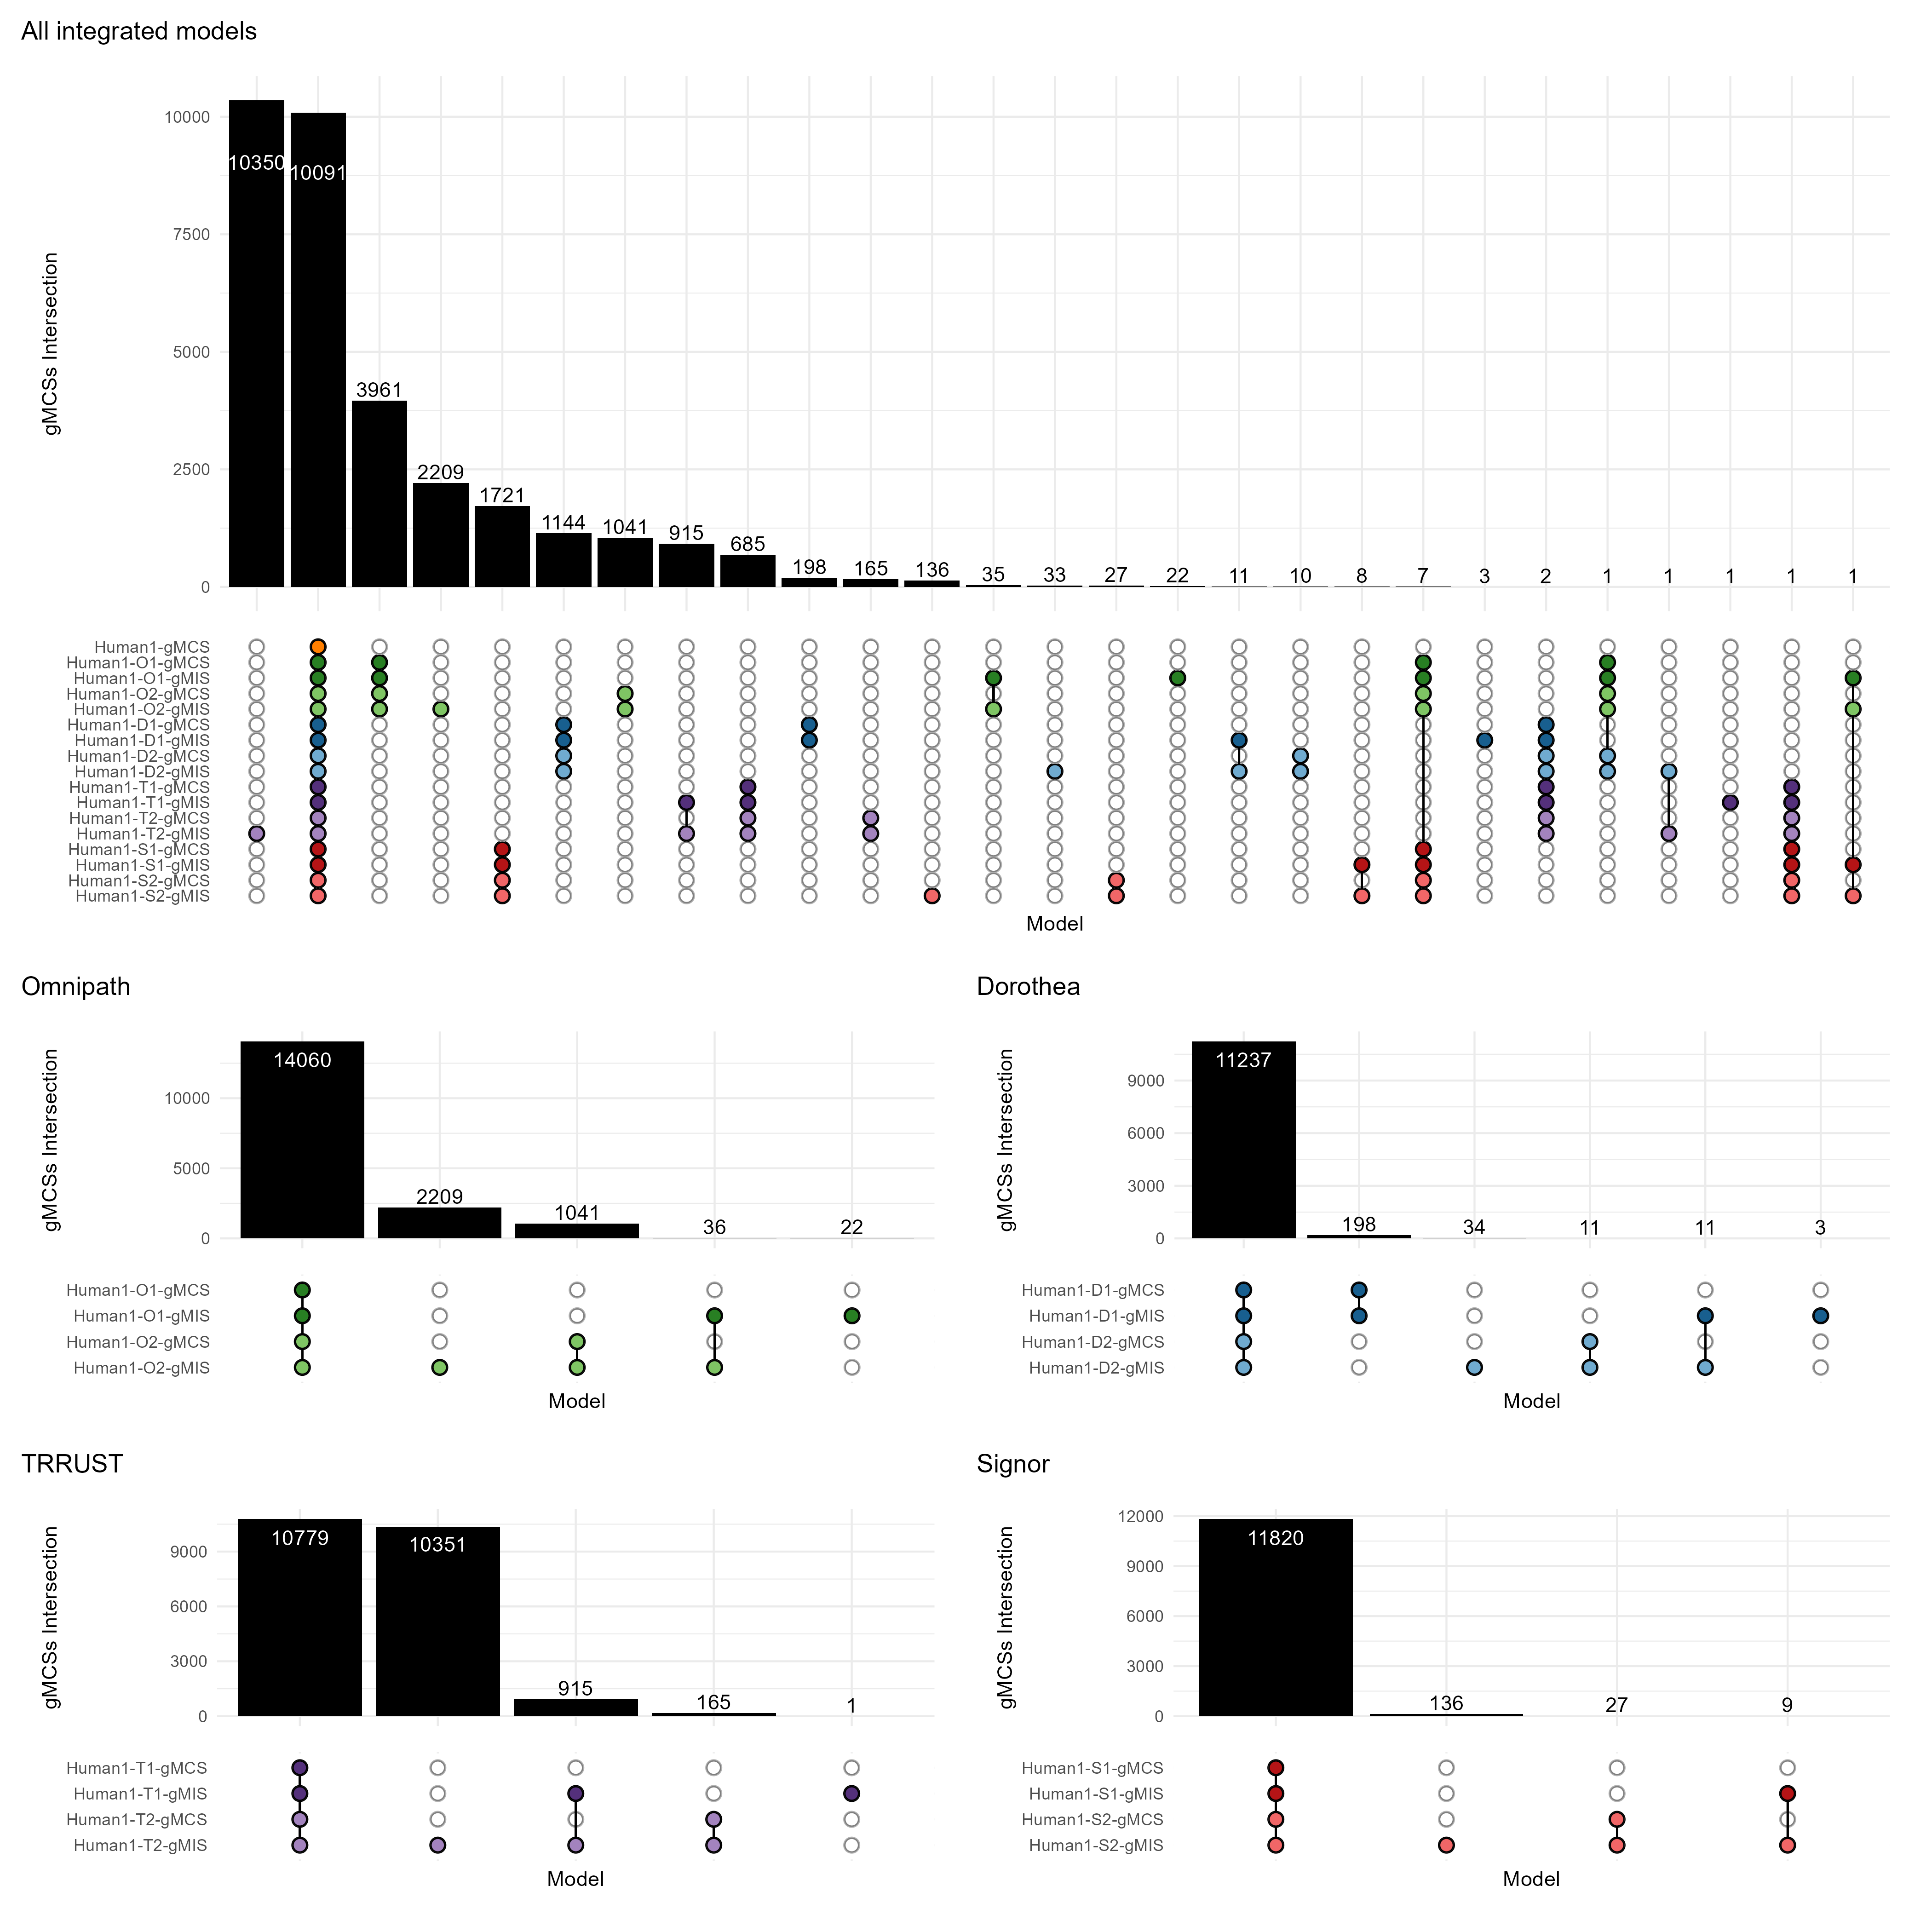 All integrated models
gMCSs Intersection
10000
7500
5000
2500
0
10350 10091 3961 2209 1721 1144 1041 915 685 198 165 136 35 33 27 22 11 10 8 7 3 2 1 1 1 1 1
Human1-gMCS
Human1-O1-gMCS
Human1-O1-gMIS
Human1-O2-gMCS
Human1-O2-gMIS
Human1-D1-gMCS
Human1-D1-gMIS
Human1-D2-gMCS
Human1-D2-gMIS
Human1-T1-gMCS
Human1-T1-gMIS
Human1-T2-gMCS
Human1-T2-gMIS
Human1-S1-gMCS
Human1-S1-gMIS
Human1-S2-gMCS
Human1-S2-gMIS
Model
Omnipath
gMCSs Intersection
10000
5000
0
14060 2209 1041 36 22
Human1-O1-gMCS
Human1-O1-gMIS
Human1-O2-gMCS
Human1-O2-gMIS
Model
Dorothea
gMCSs Intersection
9000
6000
3000
0
11237 198 34 11 11 3
Human1-D1-gMCS
Human1-D1-gMIS
Human1-D2-gMCS
Human1-D2-gMIS
Model
TRRUST
gMCSs Intersection
9000
6000
3000
0
10779 10351 915 165 1
Human1-T1-gMCS
Human1-T1-gMIS
Human1-T2-gMCS
Human1-T2-gMIS
Model
Signor
gMCSs Intersection
12000
9000
6000
3000
0
11820 136 27 9
Human1-S1-gMCS
Human1-S1-gMIS
Human1-S2-gMCS
Human1-S2-gMIS
Model